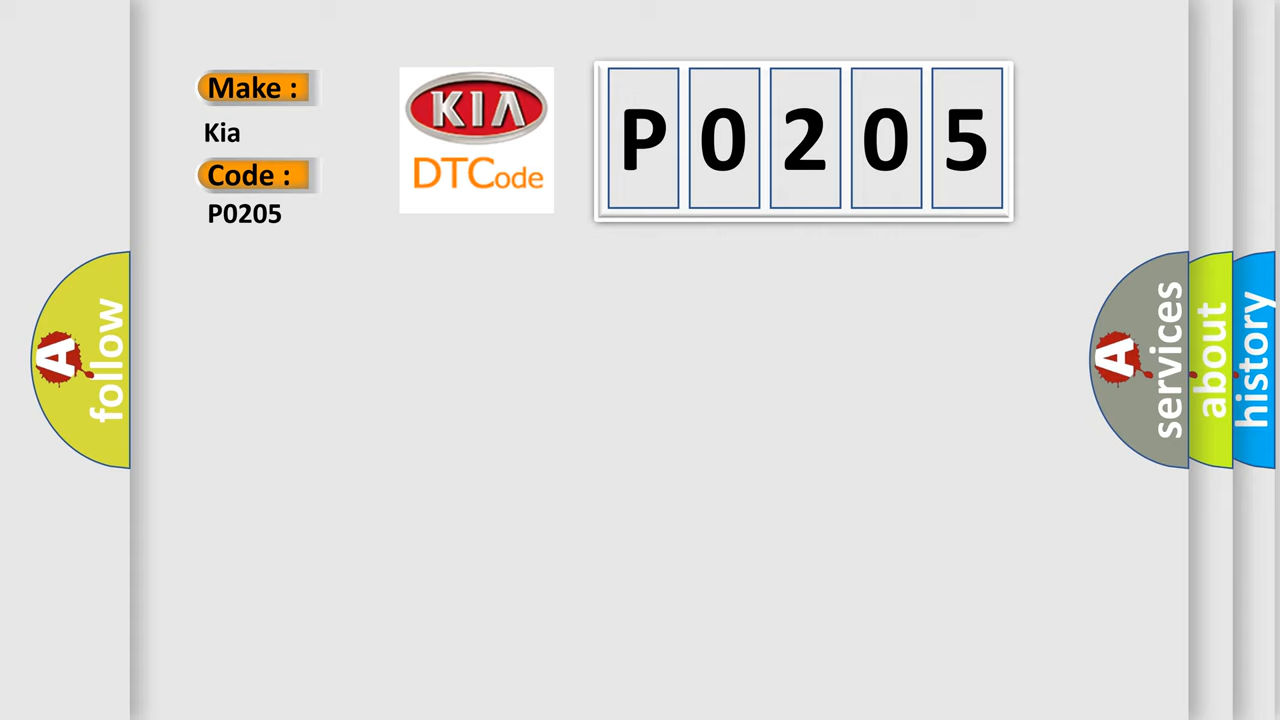 Make :
Kia
Code :
P0205
KIA
DTCode
P0205
A follow
A services
about
history